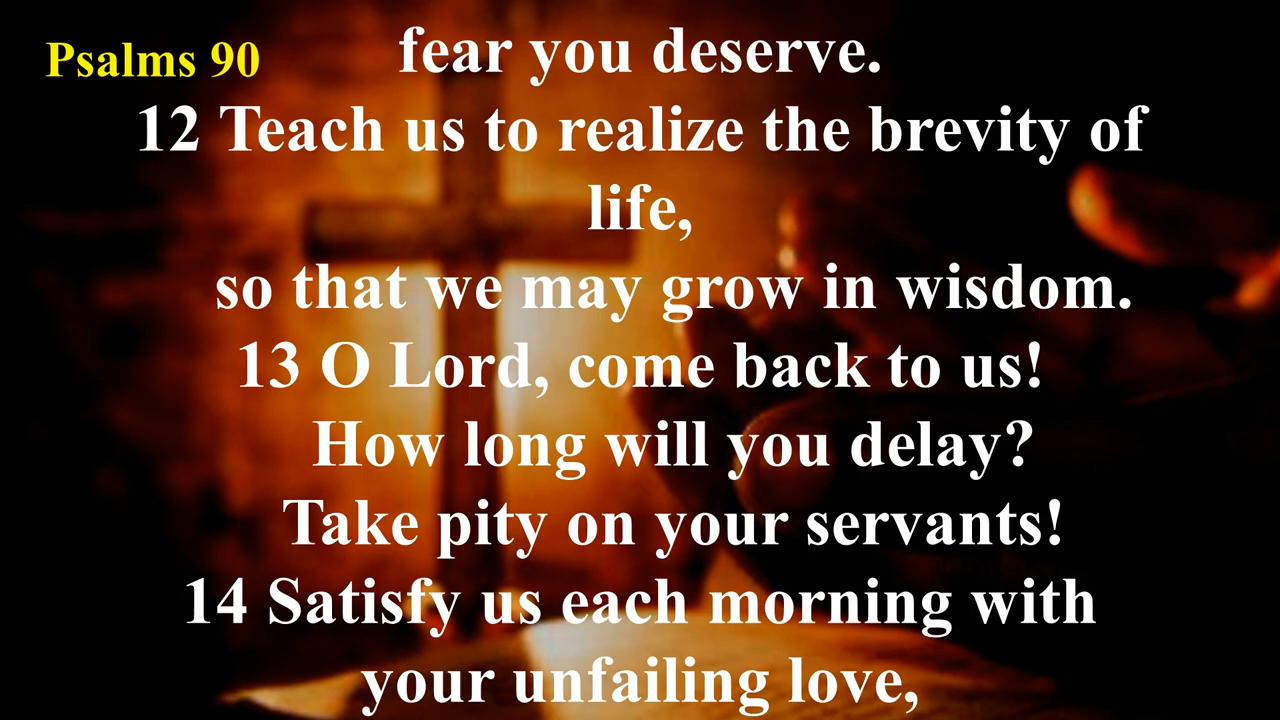 Psalms 90
fear you deserve.
12 Teach us to realize the brevity of
life,
so that we may grow in wisdom.
13 O Lord, come back to us!
How long will you delay?
Take pity on your servants!
14 Satisfy us each morning with
your unfailing love,